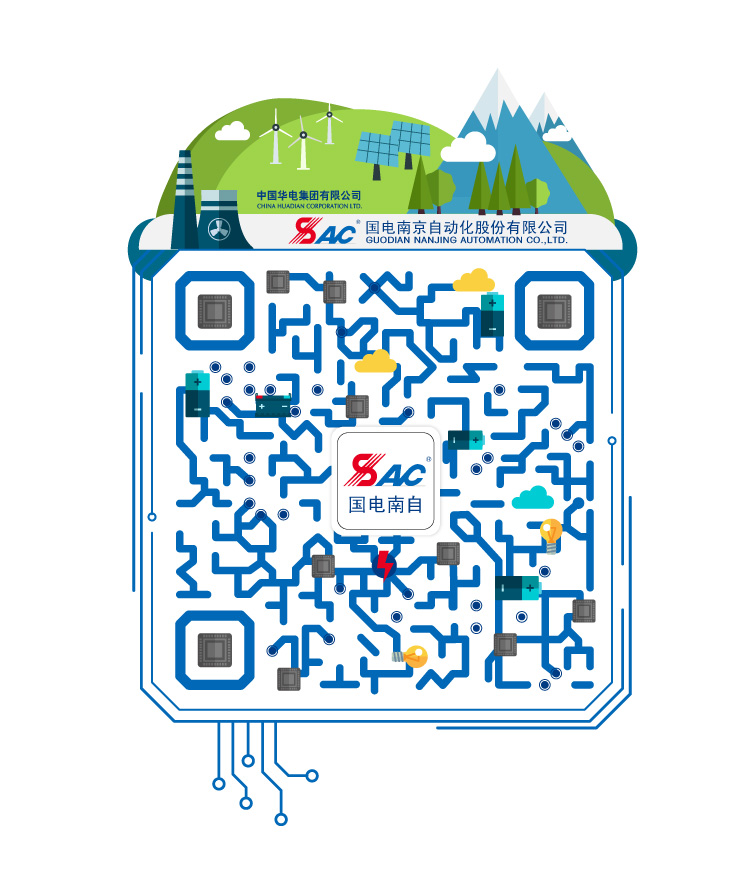 中国华电集团有限公司
CHINA HUADIAN CORPORATION LTD.
SAC® 国电南京自动化股份有限公司
GUODIAN NANJING AUTOMATION CO.,LTD.
SAC®
国电南自